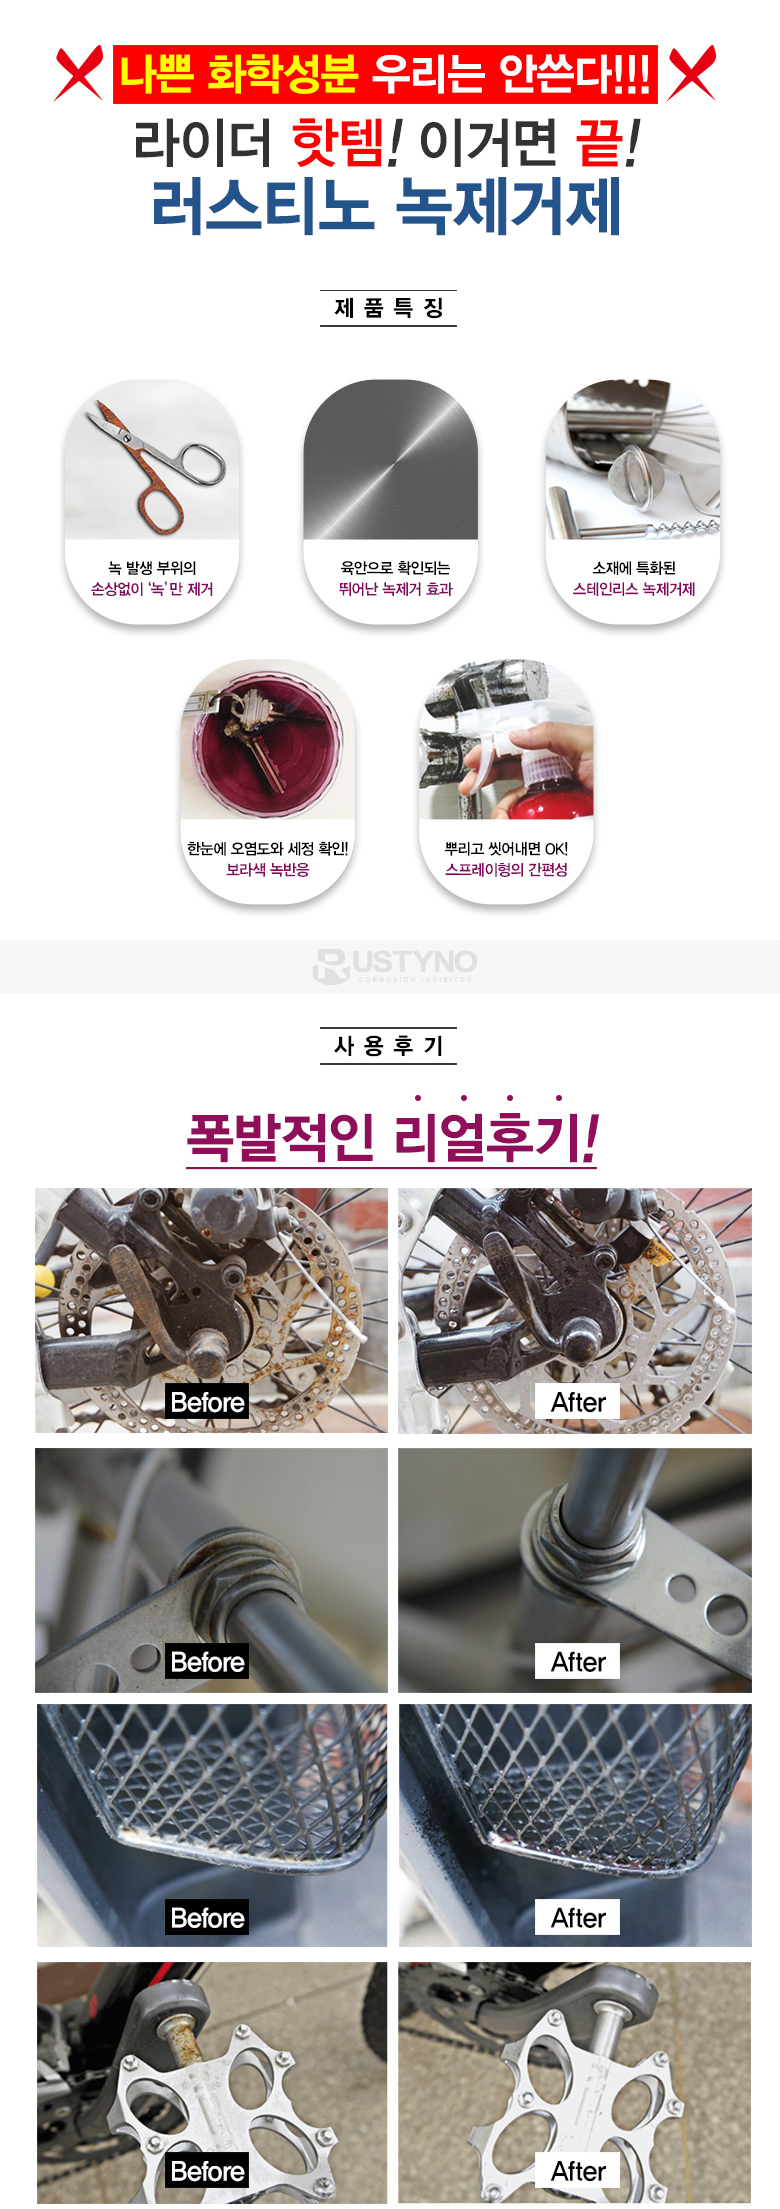 나쁜 화학성분 우리는 안쓴다!!!
라이더 핫템! 이거면 끝!
러스티노 녹제거제
제품특징
녹 발생 부위의
손상없이 '녹'만 제거
육안으로 확인되는
뛰어난 녹제거 효과
소재에 특화된
스테인리스 녹제거제
한눈에 오염도와 세정 확인!
보라색 녹반응
뿌리고 씻어내면 OK!
스프레이형의 간편성
RUSTYNO
CORROSION INHIBITOR
사용후기
폭발적인 리얼후기!
Before
After
Before
After
Before
After
Before
After